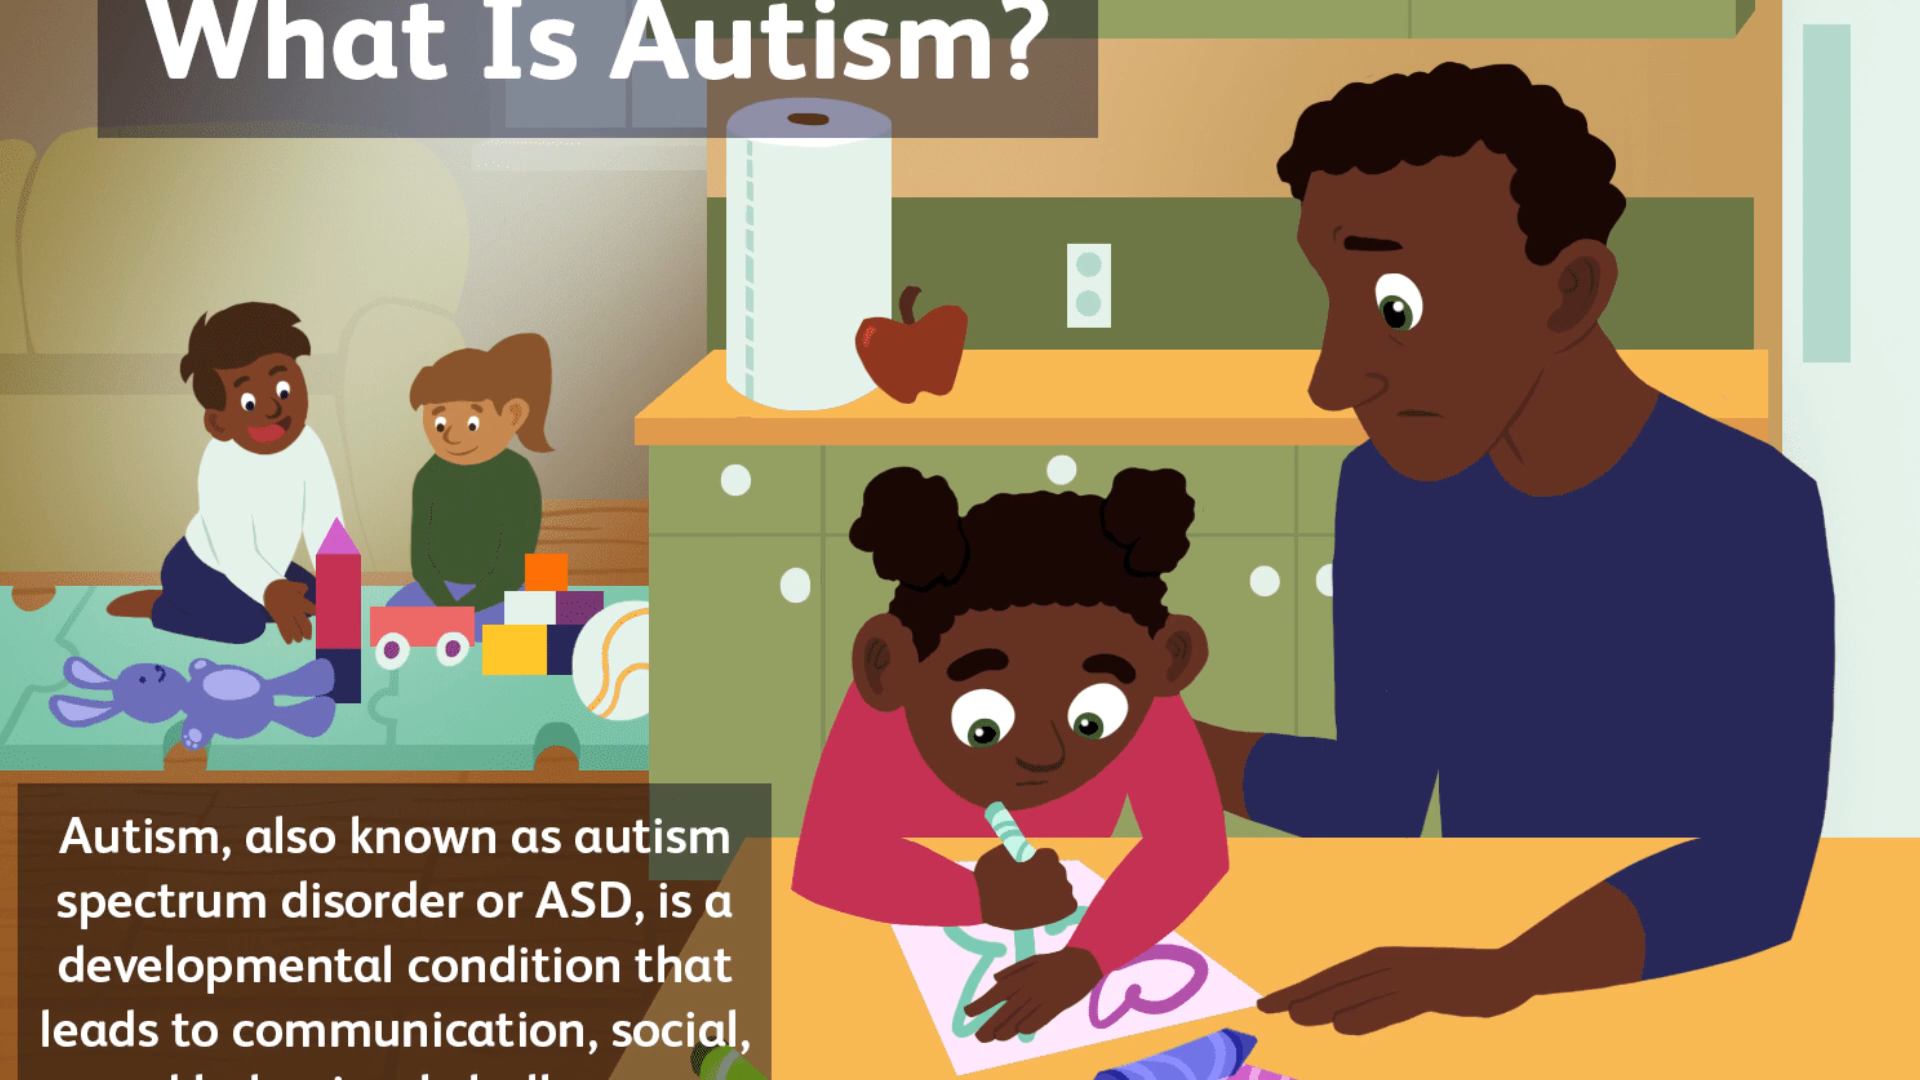 What Is Autism?
Autism, also known as autism
spectrum disorder or ASD, is a
developmental condition that
leads to communication, social,